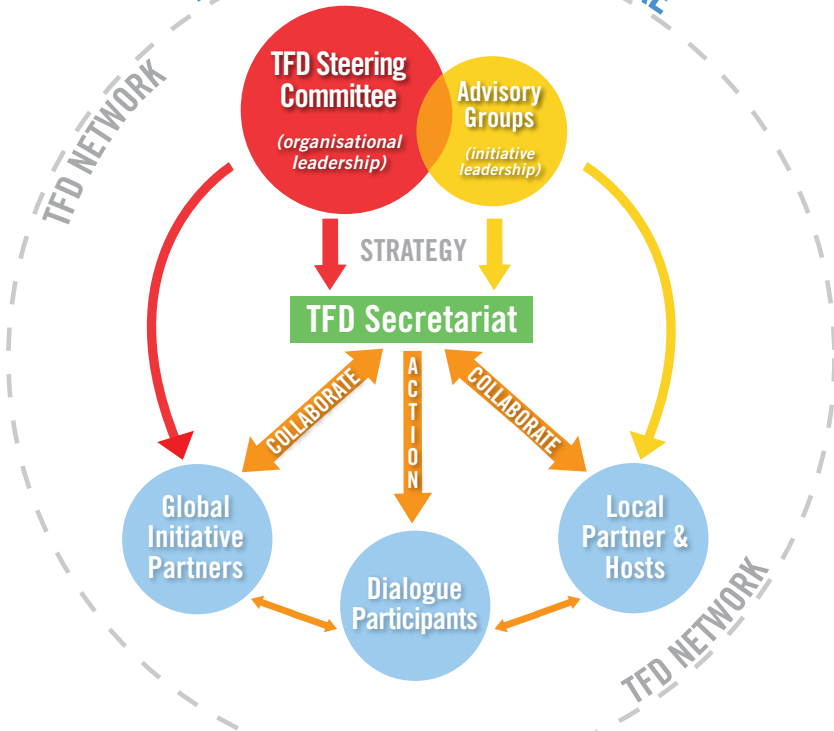 TFD NETWORK
TFD Steering
Committee
(organisational
leadership)
Advisory
Groups
(initiative
leadership)
STRATEGY
TFD Secretariat
COLLABORATE
ACTION
COLLABORATE
Global
Initiative
Partners
Dialogue
Participants
Local
Partner &
Hosts
TFD NETWORK